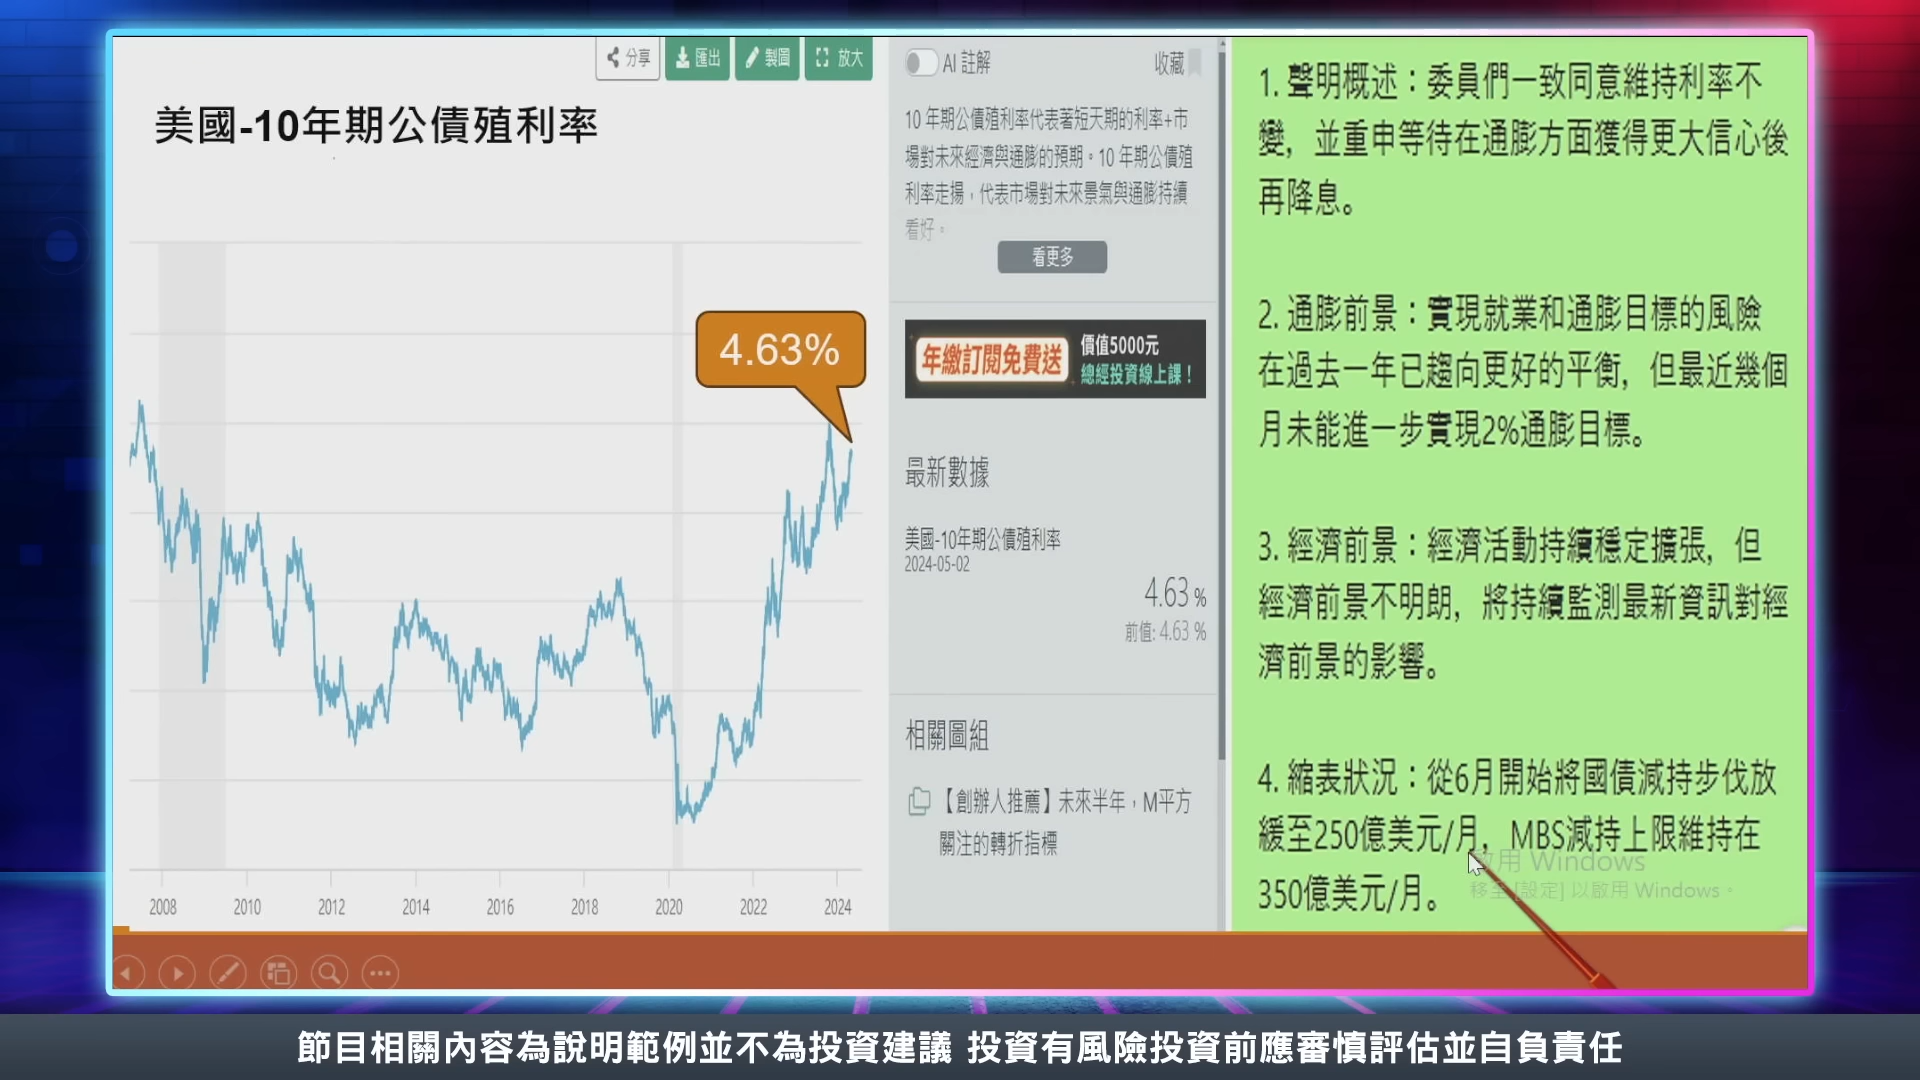 分享
匯出
製圖
放大
美國-10年期公債殖利率
4.63%
2008
2010
2012
2014
2016
2018
2020
2022
2024
AI 註解
收藏
10 年期公債殖利率代表著短天期的利率+市
場對未來經濟與通膨的預期。10 年期公債殖
利率走揚，代表市場對未來景氣與通膨持續
看好。
看更多
年繳訂閱免費送
價值5000元
總經投資線上課！
最新數據
美國-10年期公債殖利率
2024-05-02
4.63 %
前值: 4.63 %
相關圖組
【創辦人推薦】未來半年，M平方
關注的轉折指標
1. 聲明概述：委員們一致同意維持利率不
變，並重申等待在通膨方面獲得更大信心後
再降息。
2. 通膨前景：實現就業和通膨目標的風險
在過去一年已趨向更好的平衡，但最近幾個
月未能進一步實現2%通膨目標。
3. 經濟前景：經濟活動持續穩定擴張，但
經濟前景不明朗，將持續監測最新資訊對經
濟前景的影響。
4. 縮表狀況：從6月開始將國債減持步伐放
緩至250億美元/月，MBS減持上限維持在
350億美元/月。
啟用 Windows
移至 [設定] 以啟用 Windows。
節目相關內容為說明範例並不為投資建議 投資有風險投資前應審慎評估並自負責任